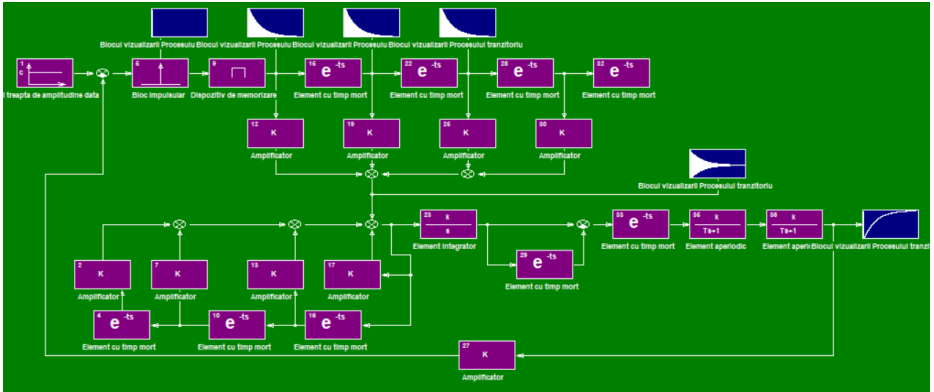 Blocul vizualizarii Procesulu Blocul vizualizarii Procesulu Blocul vizualizarii Procesulu Blocul vizualizarii Procesului tranzitoriu
1
c
l treapta de amplitudine data
6
Bloc Impulsular
9
Dispozitiv de memorizare
15
e -ts
Element cu timp mort
22
e -ts
Element cu timp mort
28
e -ts
Element cu timp mort
32
e -ts
Element cu timp mort
12
K
Amplificator
19
K
Amplificator
25
K
Amplificator
30
K
Amplificator
Blocul vizualizarii Procesului tranzitoriu
23
k
s
Element integrator
33
e -ts
Element cu timp mort
35
k
Ts+1
Element aperiodic
36
k
Ts+1
Element aperi
Blocul vizualizarii Procesului tranzit
29
e -ts
Element cu timp mort
2
K
Amplificator
7
K
Amplificator
13
K
Amplificator
17
K
Amplificator
4
e -ts
Element cu timp mort
10
e -ts
Element cu timp mort
16
e -ts
Element cu timp mort
27
K
Amplificator